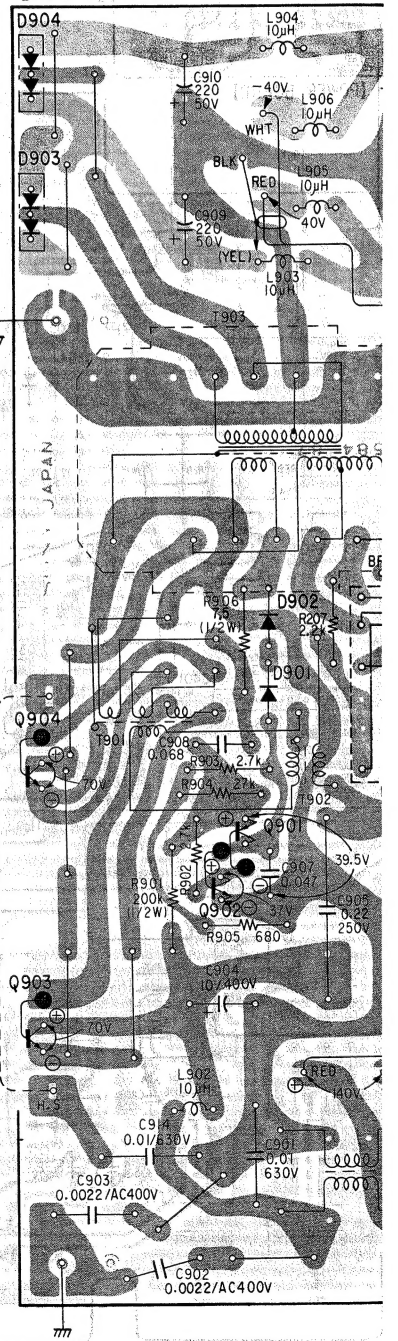 D904
L904
10μH
C910
220
50V
+
−40V
WHT
L906
10μH
D903
BLK
RED
L905
10μH
40V
C909
220
50V
+
(YEL)
L903
10μH
T903
JAPAN
R906
(1/2W)
D902
R207
2.2k
D901
Q904
T901
C908
0.068
R903
2.7k
R904
27k
T902
70V
Q901
R902
39.5V
C907
0.047
R901
200k
(1/2W)
Q902
37V
C905
0.22
250V
R905
680
Q903
C904
10/400V
+
70V
L902
10μH
RED
140V
H.S
C914
0.01/630V
C901
0.01
630V
C903
0.0022/AC400V
C902
0.0022/AC400V